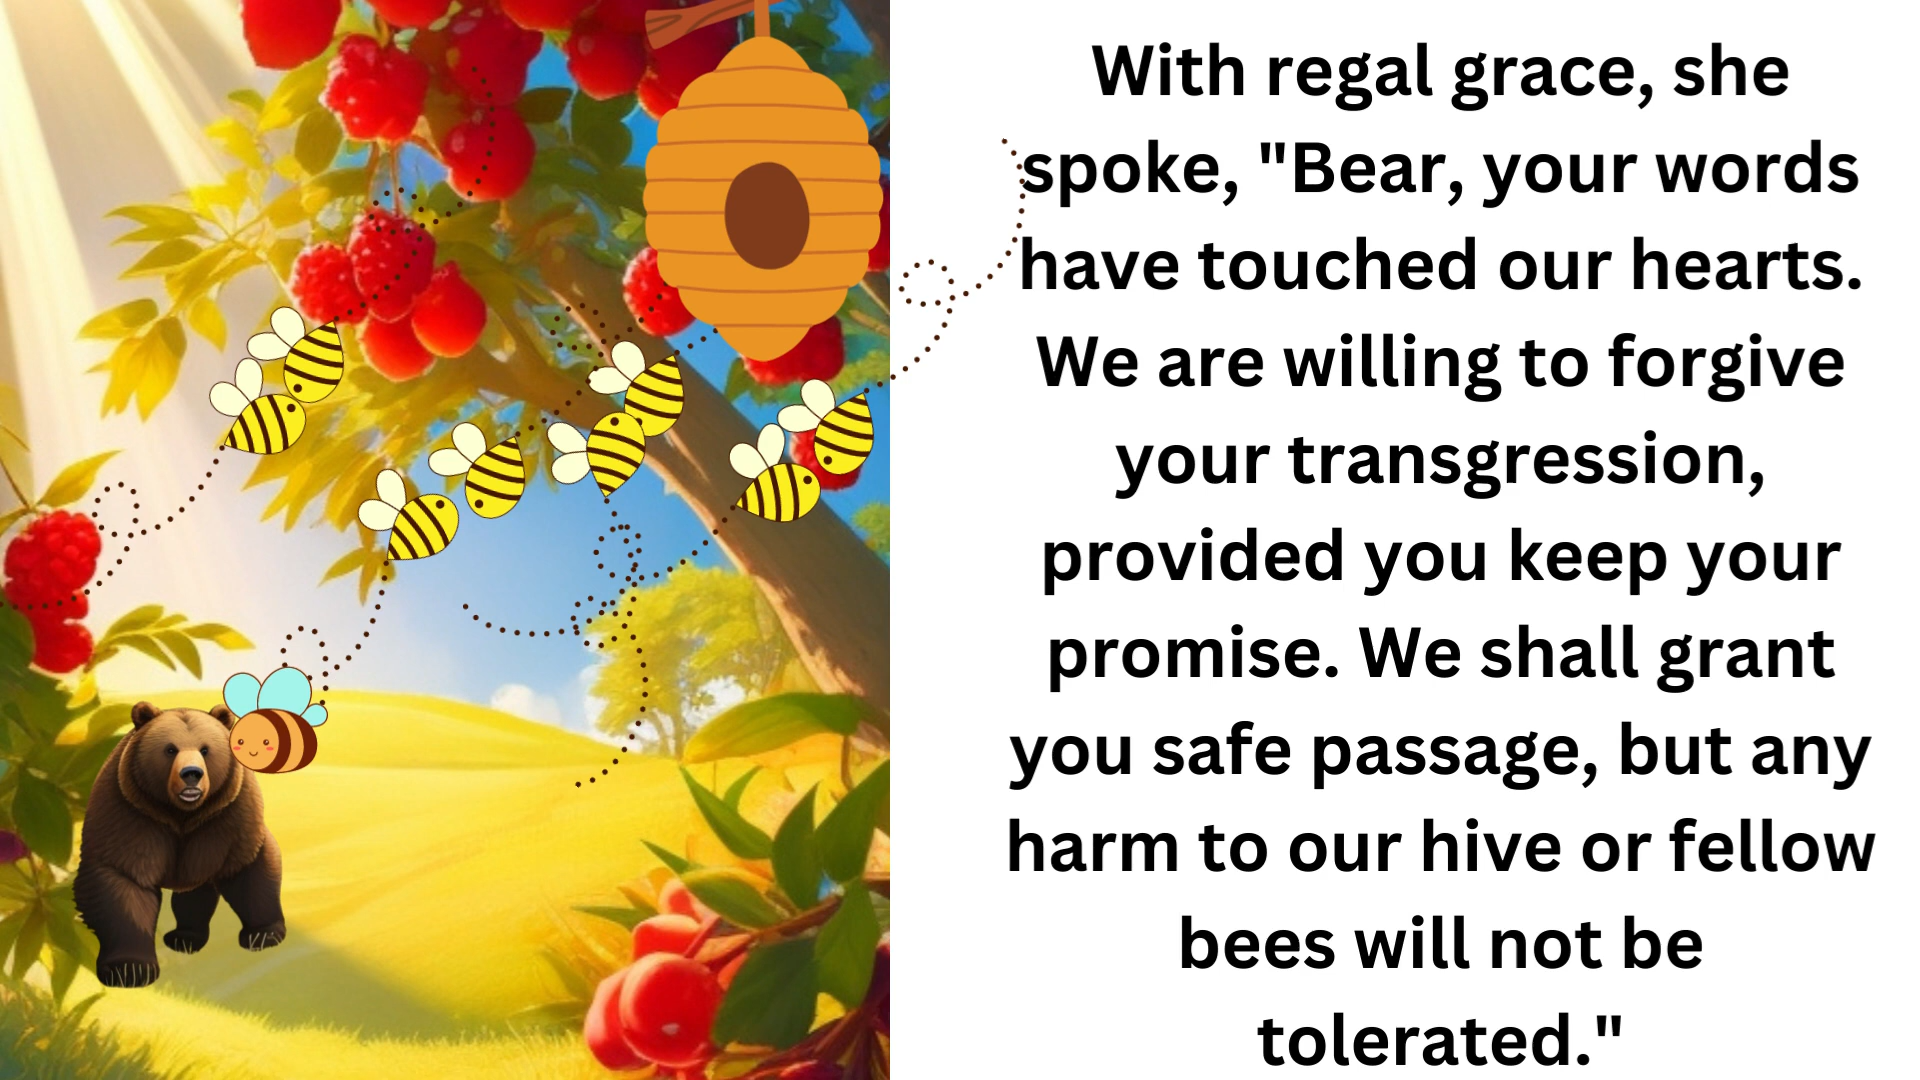 With regal grace, she
spoke, "Bear, your words
have touched our hearts.
We are willing to forgive
your transgression,
provided you keep your
promise. We shall grant
you safe passage, but any
harm to our hive or fellow
bees will not be
tolerated."